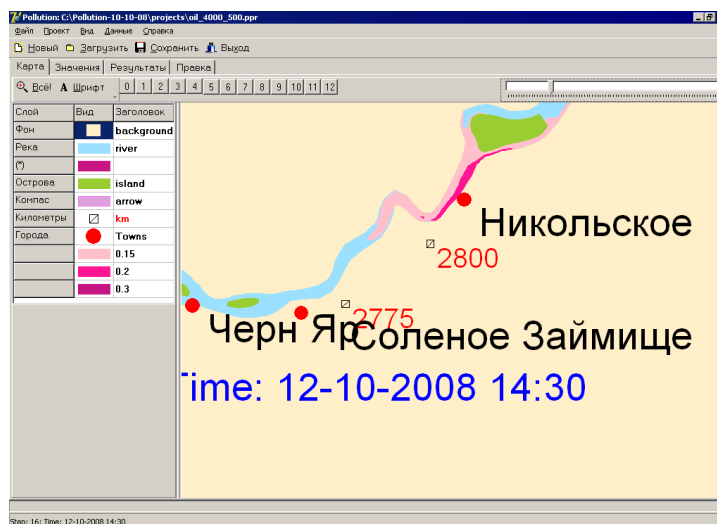 Pollution: C:\Pollution-10-10-08\projects\oil_4000_500.ppr
Файл Проект Вид Данные Справка
Новый Загрузить Сохранить Выход
Карта Значения Результаты Правка
Всё! A Шрифт 0 1 2 3 4 5 6 7 8 9 10 11 12
Слой Вид Заголовок
Фон background
Река river
(*)
Острова island
Компас arrow
Километры km
Города Towns
0.15
0.2
0.3
Никольское
2800
2775
Черн Яр
Соленое Займище
Time: 12-10-2008 14:30
Step: 16; Time: 12-10-2008 14:30